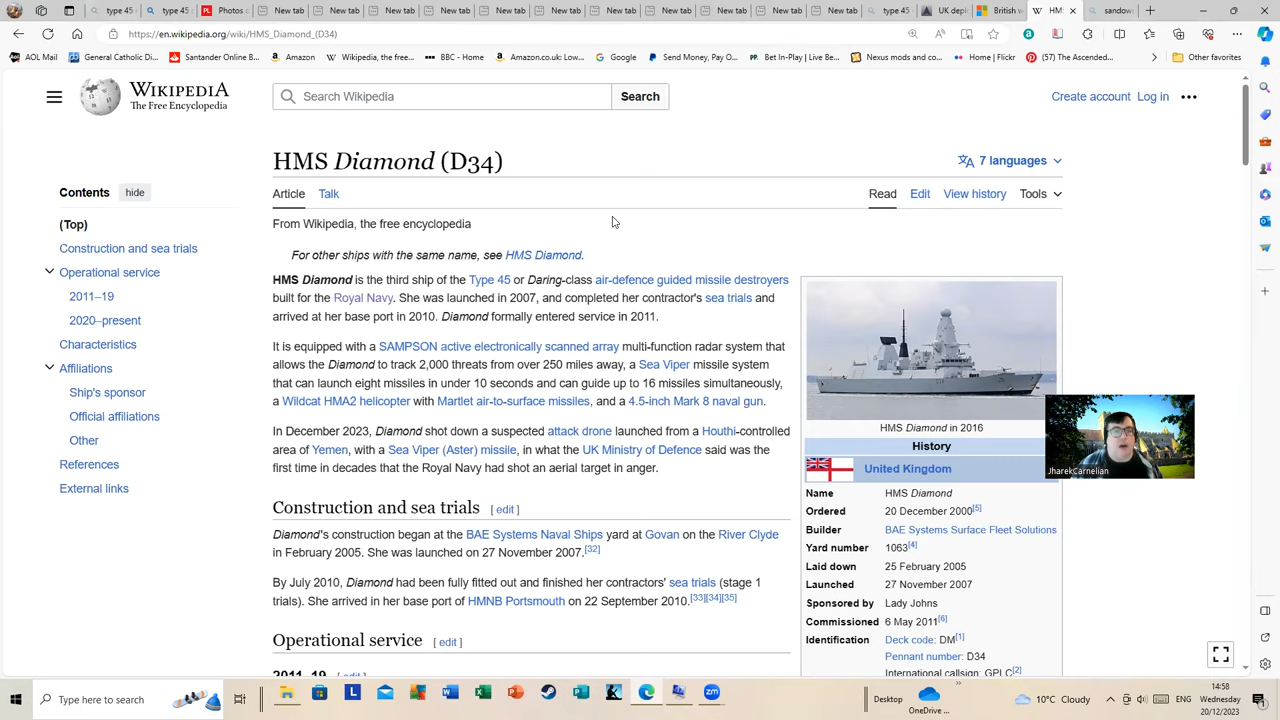 type 45
type 45
Photos
type 45
type 45
New tab
New tab
New tab
New tab
New tab
New tab
type 45
UK depl
British w
HMS
sandow
https://en.wikipedia.org/wiki/HMS_Diamond_(D34)
AOL Mail
General Catholic Di...
Santander Online B...
Amazon
Wikipedia, the free...
BBC - Home
Amazon.co.uk: Low...
Google
Send Money, Pay O...
Bet In-Play | Live Be...
Nexus mods and co...
Home | Flickr
(57) The Ascended...
Other favorites
WIKIPEDIA
The Free Encyclopedia
Search Wikipedia
Search
Create account Log in
HMS Diamond (D34)
7 languages
Article Talk
Read Edit View history Tools
From Wikipedia, the free encyclopedia
Contents hide
(Top)
Construction and sea trials
Operational service
2011–19
2020–present
Characteristics
Affiliations
Ship's sponsor
Official affiliations
Other
References
External links
For other ships with the same name, see HMS Diamond.
HMS Diamond is the third ship of the Type 45 or Daring-class air-defence guided missile destroyers
built for the Royal Navy. She was launched in 2007, and completed her contractor's sea trials and
arrived at her base port in 2010. Diamond formally entered service in 2011.
It is equipped with a SAMPSON active electronically scanned array multi-function radar system that
allows the Diamond to track 2,000 threats from over 250 miles away, a Sea Viper missile system
that can launch eight missiles in under 10 seconds and can guide up to 16 missiles simultaneously,
a Wildcat HMA2 helicopter with Martlet air-to-surface missiles, and a 4.5-inch Mark 8 naval gun.
In December 2023, Diamond shot down a suspected attack drone launched from a Houthi-controlled
area of Yemen, with a Sea Viper (Aster) missile, in what the UK Ministry of Defence said was the
first time in decades that the Royal Navy had shot an aerial target in anger.
Construction and sea trials [ edit ]
Diamond's construction began at the BAE Systems Naval Ships yard at Govan on the River Clyde
in February 2005. She was launched on 27 November 2007.[32]
By July 2010, Diamond had been fully fitted out and finished her contractors' sea trials (stage 1
trials). She arrived in her base port of HMNB Portsmouth on 22 September 2010.[33][34][35]
Operational service [ edit ]
2011–19 [ edit ]
HMS Diamond in 2016
History
United Kingdom
Name HMS Diamond
Ordered 20 December 2000[5]
Builder BAE Systems Surface Fleet Solutions
Yard number 1063[4]
Laid down 25 February 2005
Launched 27 November 2007
Sponsored by Lady Johns
Commissioned 6 May 2011[6]
Identification Deck code: DM[1]
Pennant number: D34
International callsign: GPLC[2]
JharekCarnelian
Type here to search
Desktop
OneDrive ...
10°C Cloudy
ENG
14:58
Wednesday
20/12/2023